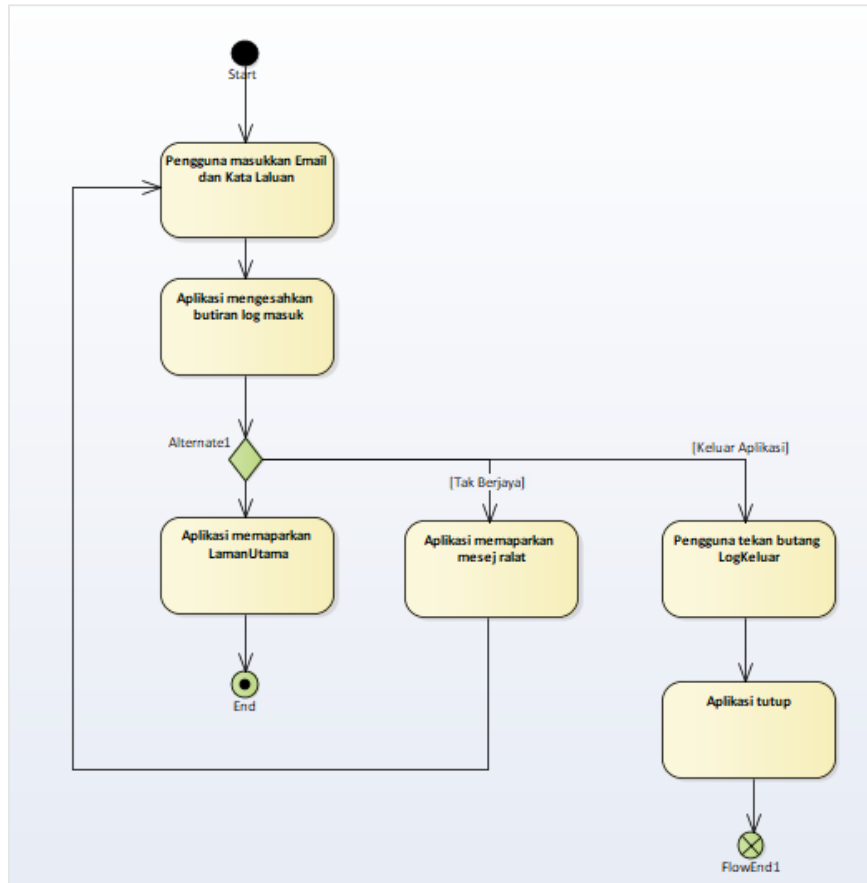 Start
Pengguna masukkan Email
dan Kata Laluan
Aplikasi mengesahkan
butiran log masuk
Alternate1
[Keluar Aplikasi]
[Tak Berjaya]
Aplikasi memaparkan
LamanUtama
Aplikasi memaparkan
mesej ralat
Pengguna tekan butang
LogKeluar
End
Aplikasi tutup
FlowEnd1